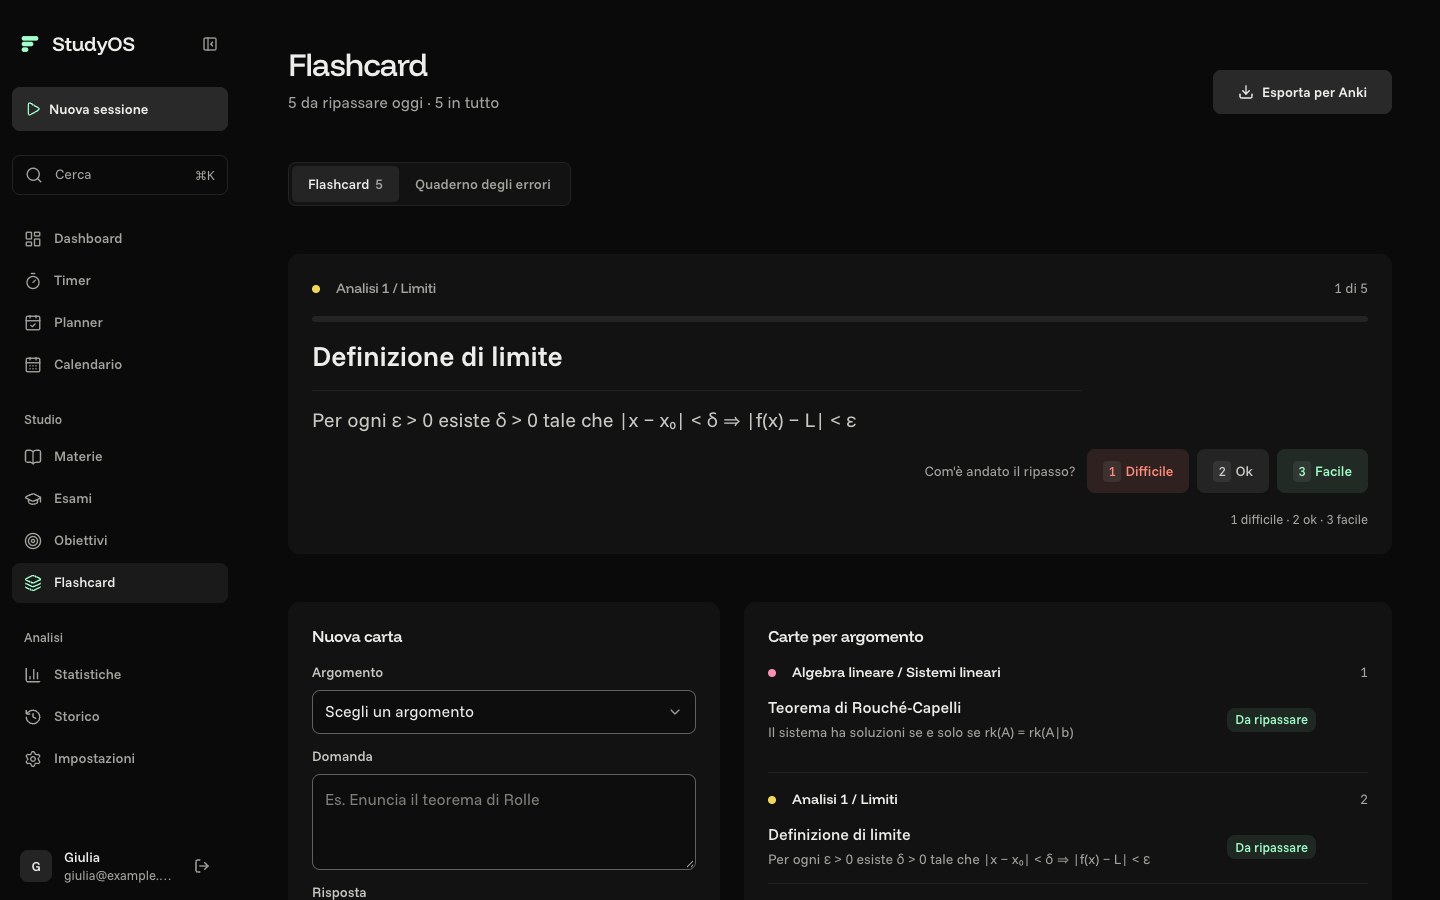 StudyOS
Nuova sessione
Cerca ⌘K
Dashboard
Timer
Planner
Calendario
Studio
Materie
Esami
Obiettivi
Flashcard
Analisi
Statistiche
Storico
Impostazioni
G
Giulia
giulia@example....
Flashcard
5 da ripassare oggi · 5 in tutto
Esporta per Anki
Flashcard 5 Quaderno degli errori
Analisi 1 / Limiti 1 di 5
Definizione di limite
Per ogni ε > 0 esiste δ > 0 tale che |x − x₀| < δ ⇒ |f(x) − L| < ε
Com'è andato il ripasso? 1 Difficile 2 Ok 3 Facile
1 difficile · 2 ok · 3 facile
Nuova carta
Argomento
Scegli un argomento
Domanda
Es. Enuncia il teorema di Rolle
Risposta
Carte per argomento
Algebra lineare / Sistemi lineari 1
Teorema di Rouché-Capelli
Da ripassare
Il sistema ha soluzioni se e solo se rk(A) = rk(A|b)
Analisi 1 / Limiti 2
Definizione di limite
Da ripassare
Per ogni ε > 0 esiste δ > 0 tale che |x − x₀| < δ ⇒ |f(x) − L| < ε